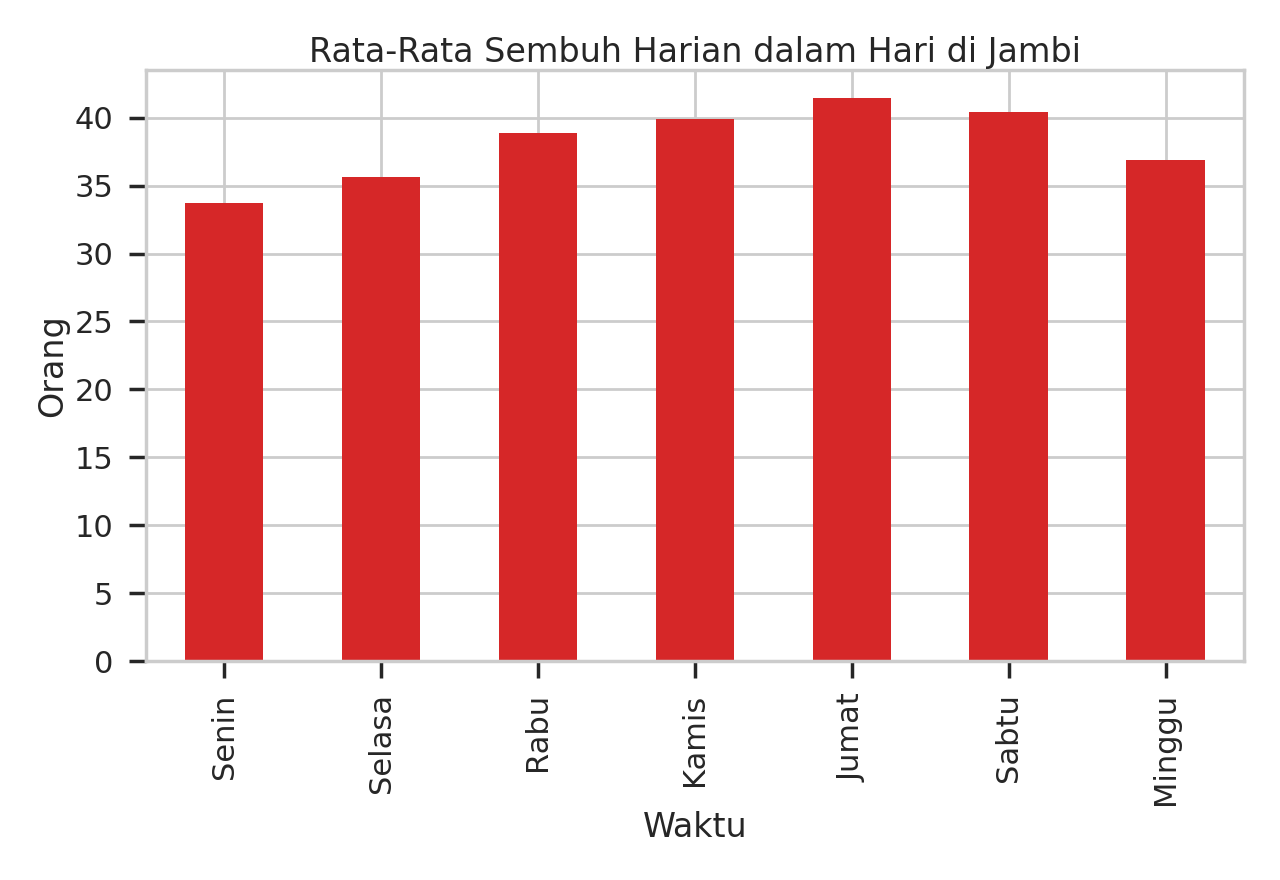 Rata-Rata Sembuh Harian dalam Hari di Jambi
Orang
40
35
30
25
20
15
10
5
0
Senin
Selasa
Rabu
Kamis
Jumat
Sabtu
Minggu
Waktu